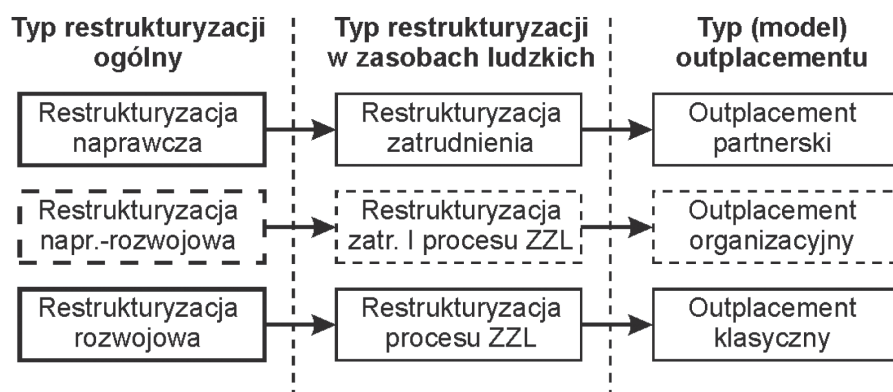 Typ restrukturyzacji
ogólny
Typ restrukturyzacji
w zasobach ludzkich
Typ (model)
outplacementu
Restrukturyzacja
naprawcza
Restrukturyzacja
zatrudnienia
Outplacement
partnerski
Restrukturyzacja
napr.-rozwojowa
Restrukturyzacja
zatr. I procesu ZZL
Outplacement
organizacyjny
Restrukturyzacja
rozwojowa
Restrukturyzacja
procesu ZZL
Outplacement
klasyczny